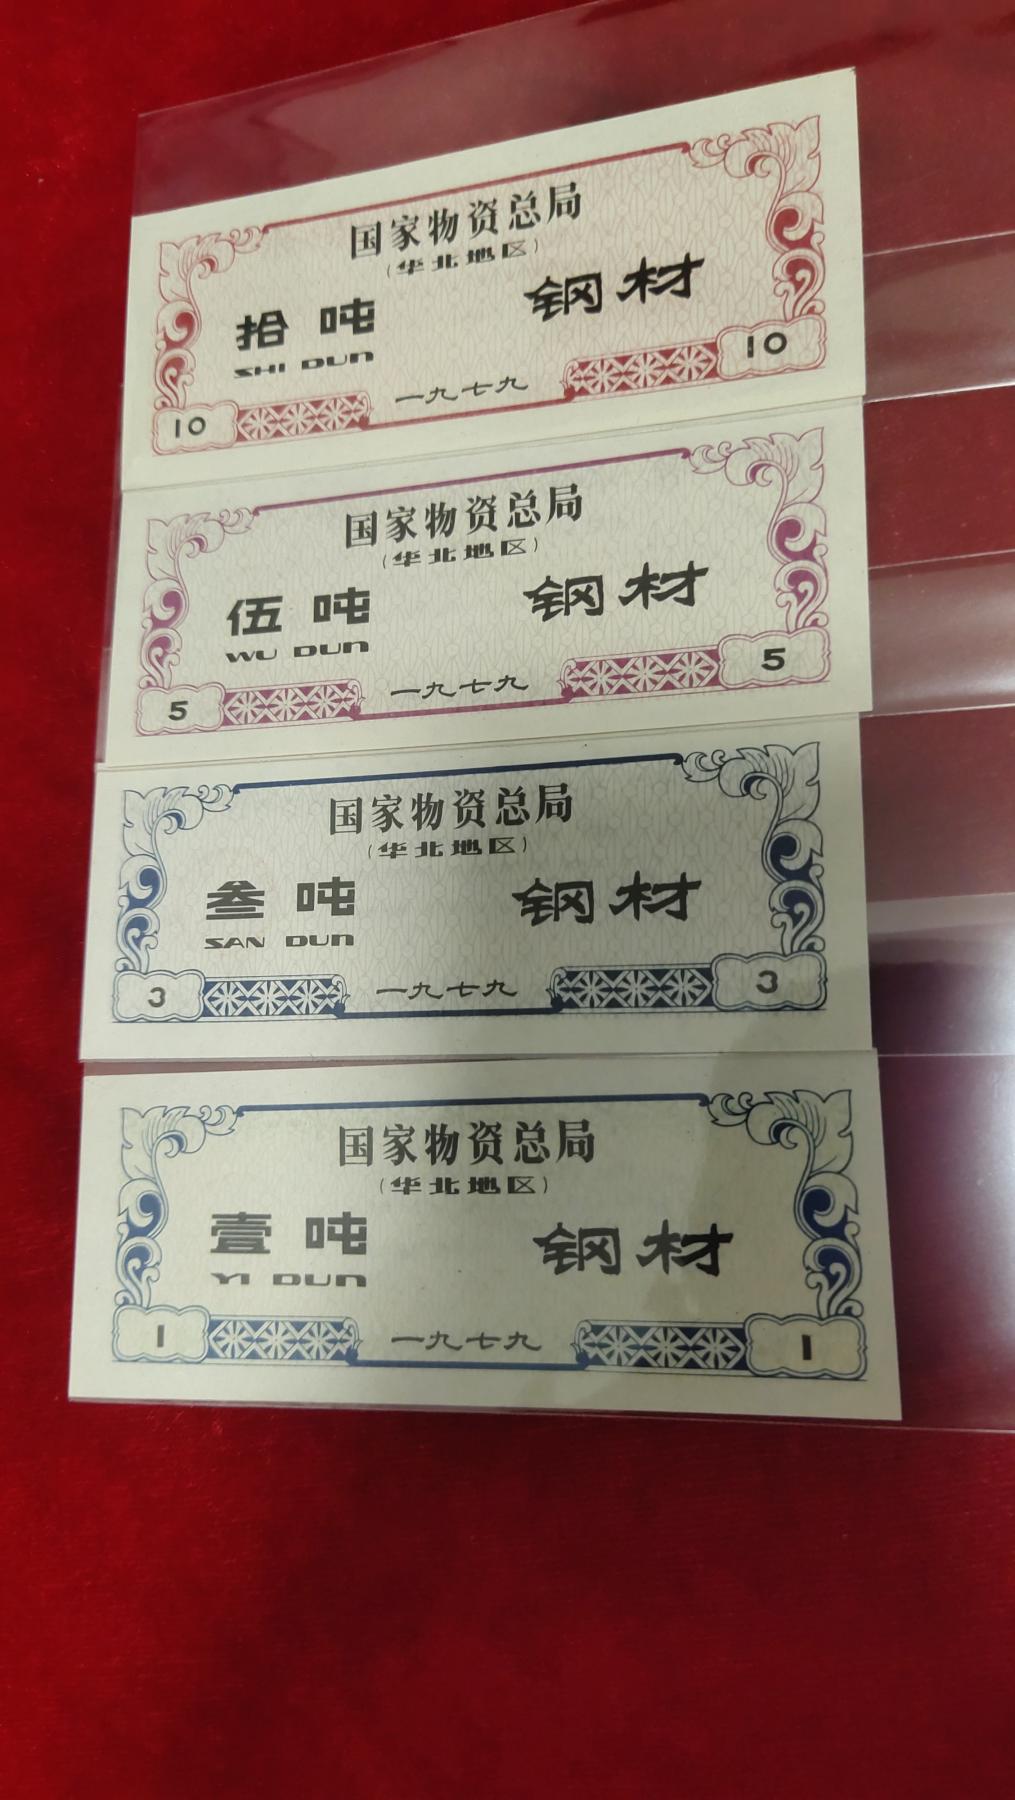 国家物资总局
(华北地区)
拾吨 钢材
SHI DUN
一九七九
10 10
国家物资总局
(华北地区)
伍吨 钢材
WU DUN
一九七九
5 5
国家物资总局
(华北地区)
叁吨 钢材
SAN DUN
一九七九
3 3
国家物资总局
(华北地区)
壹吨 钢材
YI DUN
一九七九
1 1